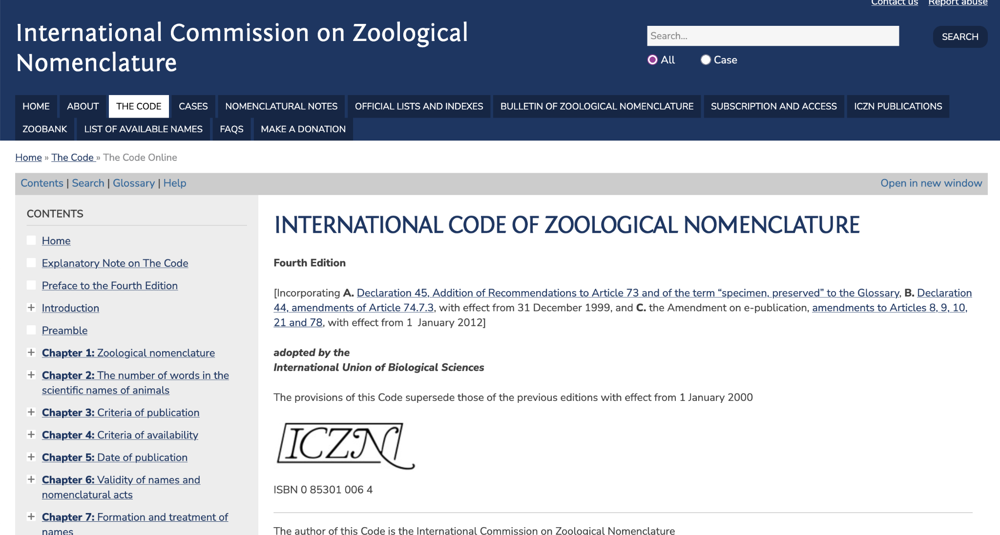 Contact us Report abuse
International Commission on Zoological
Nomenclature
Search...
SEARCH
All Case
HOME ABOUT THE CODE CASES NOMENCLATURAL NOTES OFFICIAL LISTS AND INDEXES BULLETIN OF ZOOLOGICAL NOMENCLATURE SUBSCRIPTION AND ACCESS ICZN PUBLICATIONS
ZOOBANK LIST OF AVAILABLE NAMES FAQS MAKE A DONATION
Home » The Code » The Code Online
Contents | Search | Glossary | Help
Open in new window
CONTENTS
Home
Explanatory Note on The Code
Preface to the Fourth Edition
+ Introduction
Preamble
+ Chapter 1: Zoological nomenclature
+ Chapter 2: The number of words in the
scientific names of animals
+ Chapter 3: Criteria of publication
+ Chapter 4: Criteria of availability
+ Chapter 5: Date of publication
+ Chapter 6: Validity of names and
nomenclatural acts
+ Chapter 7: Formation and treatment of
names
INTERNATIONAL CODE OF ZOOLOGICAL NOMENCLATURE
Fourth Edition
[Incorporating A. Declaration 45, Addition of Recommendations to Article 73 and of the term “specimen, preserved” to the Glossary, B. Declaration
44, amendments of Article 74.7.3, with effect from 31 December 1999, and C. the Amendment on e-publication, amendments to Articles 8, 9, 10,
21 and 78, with effect from 1 January 2012]
adopted by the
International Union of Biological Sciences
The provisions of this Code supersede those of the previous editions with effect from 1 January 2000
ICZN
ISBN 0 85301 006 4
The author of this Code is the International Commission on Zoological Nomenclature